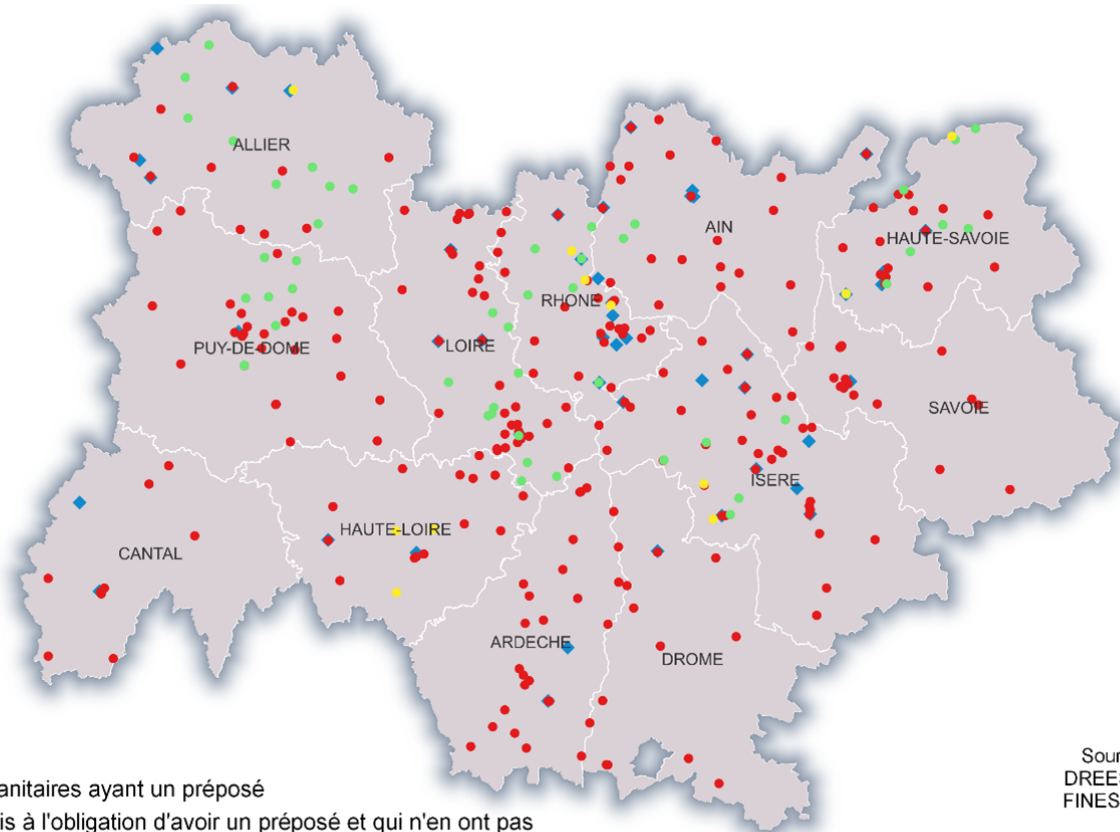 ALLIER
AIN
HAUTE-SAVOIE
RHONE
PUY-DE-DOME
LOIRE
SAVOIE
ISERE
HAUTE-LOIRE
CANTAL
ARDECHE
DROME
anitaires ayant un préposé
is à l'obligation d'avoir un préposé et qui n'en ont pas
Sour
DREE
FINES